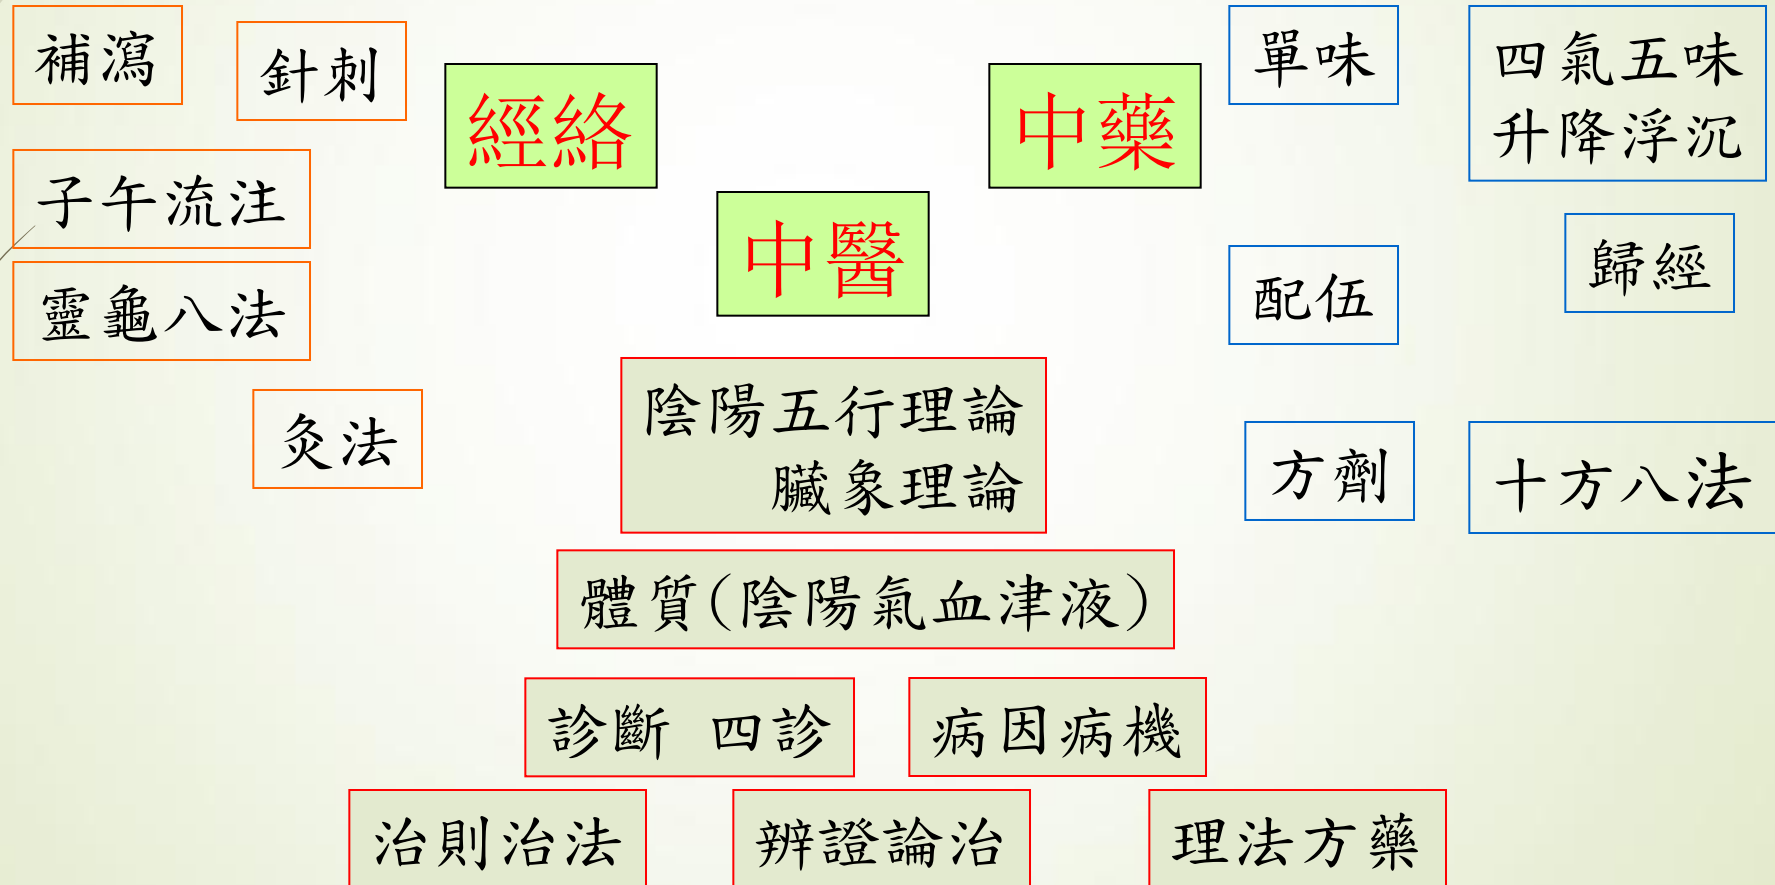 補瀉
針刺
經絡
中藥
單味
四氣五味
升降浮沉
子午流注
中醫
歸經
靈龜八法
配伍
灸法
陰陽五行理論
臟象理論
方劑
十方八法
體質(陰陽氣血津液)
診斷 四診
病因病機
治則治法
辨證論治
理法方藥